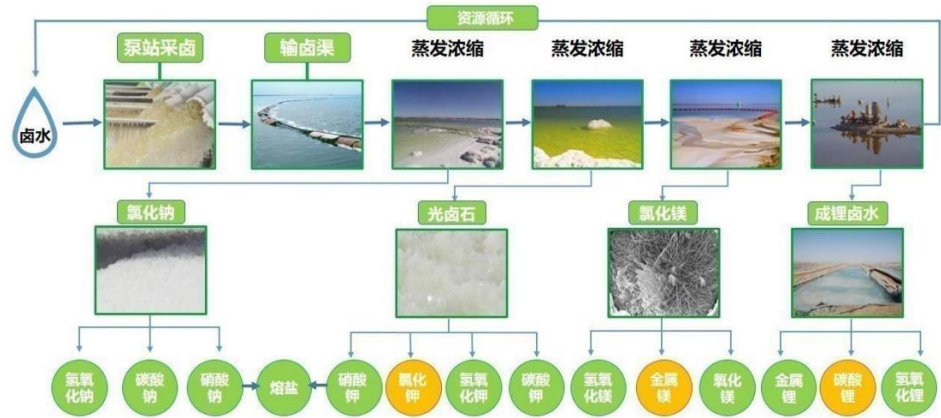 资源循环
泵站采卤
输卤渠
蒸发浓缩
蒸发浓缩
蒸发浓缩
蒸发浓缩
卤水
氯化钠
光卤石
氯化镁
成锂卤水
氢氧
化钠
碳酸
钠
硝酸
钠
熔盐
硝酸
钾
氯化
钾
氢氧
化钾
碳酸
钾
氢氧
化镁
金属
镁
氧化
镁
金属
锂
碳酸
锂
氢氧
化锂